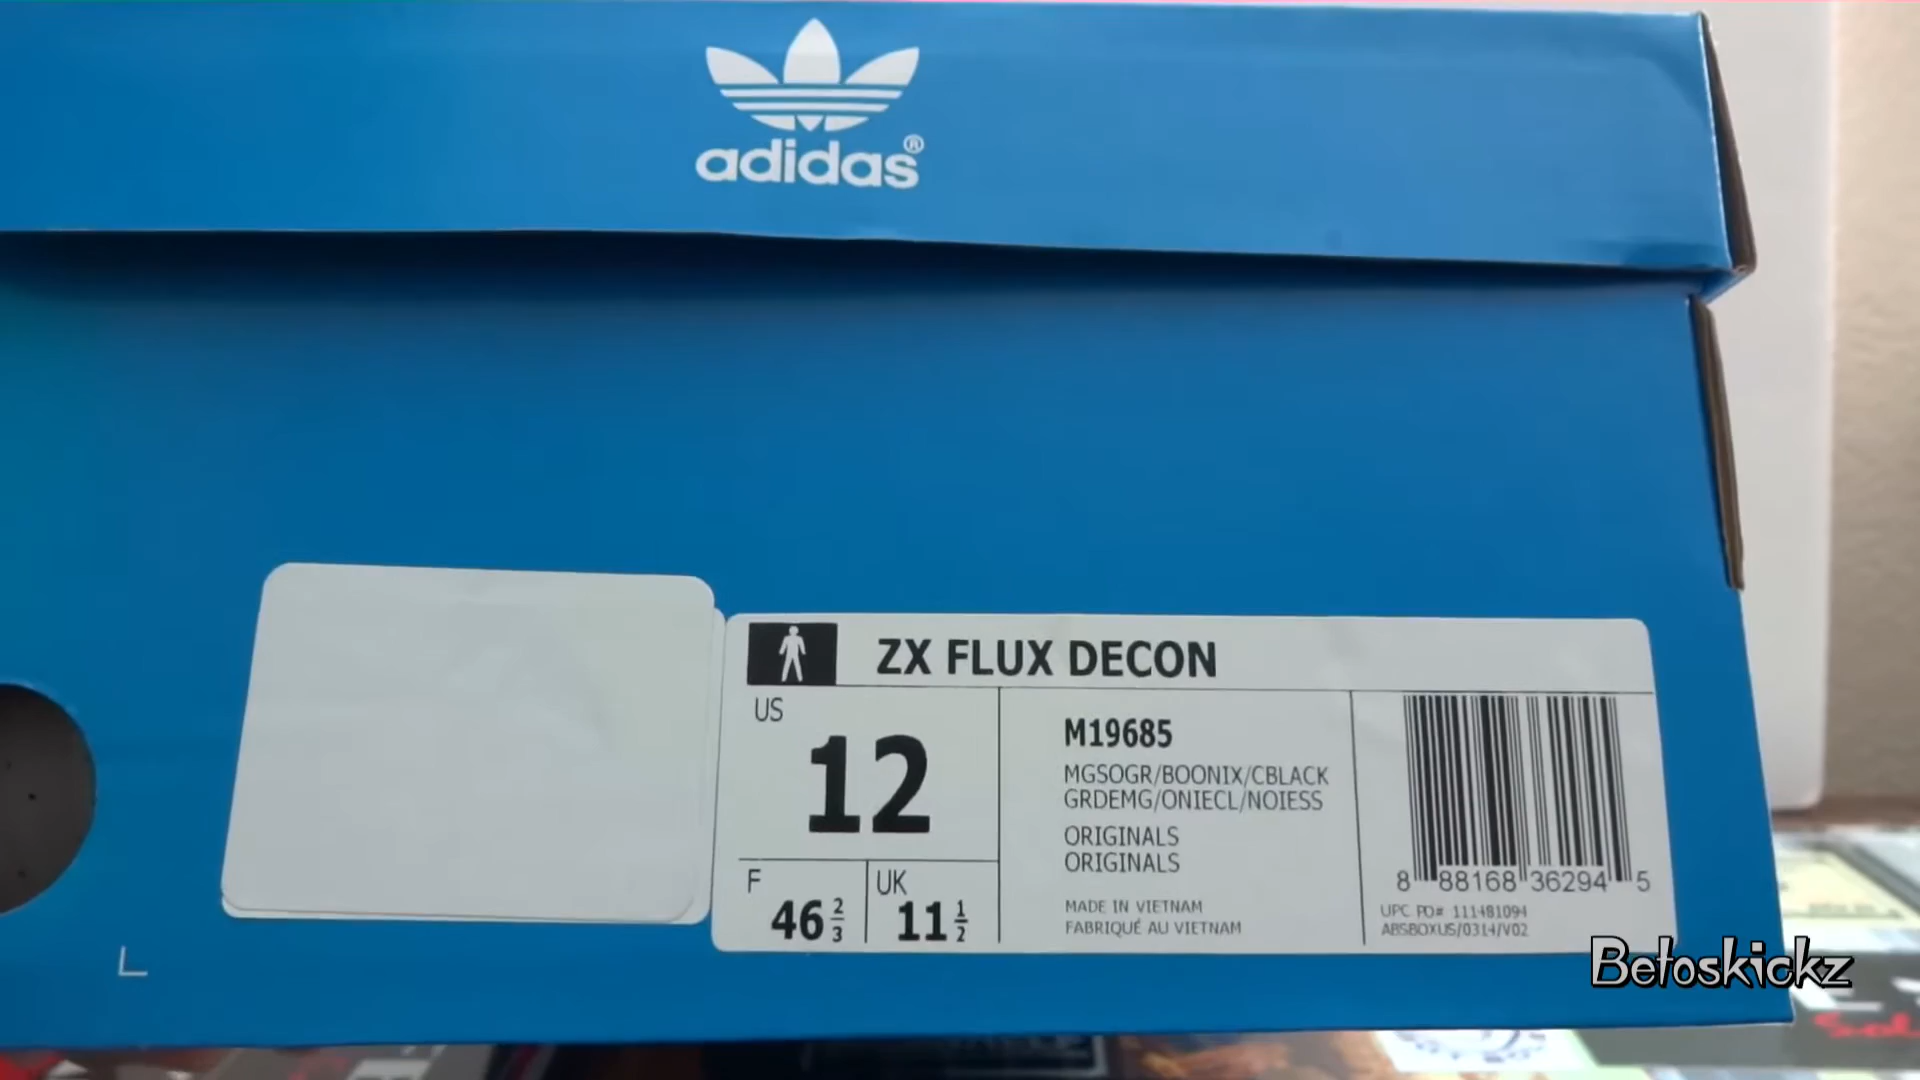 adidas®
ZX FLUX DECON
US
12
F
46 2/3
UK
11 1/2
M19685
MGSOGR/BOONIX/CBLACK
GRDEMG/ONIECL/NOIESS
ORIGINALS
ORIGINALS
MADE IN VIETNAM
FABRIQUÉ AU VIETNAM
8 88168 36294 5
UPC PO# 111481094
ABSBOXUS/0314/V02
L
Betoskickz